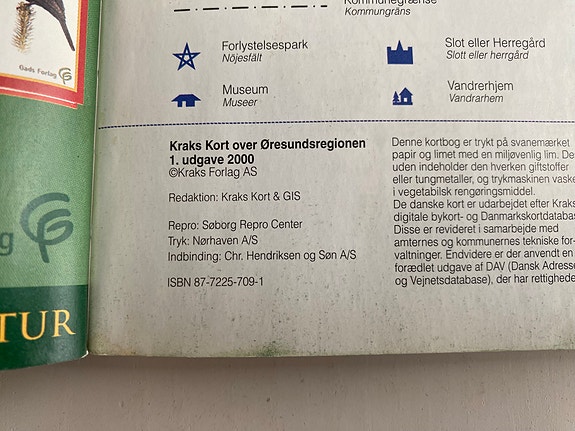 Gads Forlag
g
TUR
Kommunegrænse
Kommungräns
Forlystelsespark
Nöjesfält
Slot eller Herregård
Slott eller herrgård
Museum
Museer
Vandrerhjem
Vandrarhem
Kraks Kort over Øresundsregionen
1. udgave 2000
©Kraks Forlag AS
Redaktion: Kraks Kort & GIS
Repro: Søborg Repro Center
Tryk: Nørhaven A/S
Indbinding: Chr. Hendriksen og Søn A/S
ISBN 87-7225-709-1
Denne kortbog er trykt på svanemærket
papir og limet med en miljøvenlig lim. De
uden indeholder den hverken giftstoffer
eller tungmetaller, og trykmaskinen vaske
i vegetabilsk rengøringsmiddel.
De danske kort er udarbejdet efter Kraks
digitale bykort- og Danmarkskortdatabas
Disse er revideret i samarbejde med
amternes og kommunernes tekniske for-
valtninger. Endvidere er der anvendt en
forædlet udgave af DAV (Dansk Adresse
og Vejnetsdatabase), der har rettighede